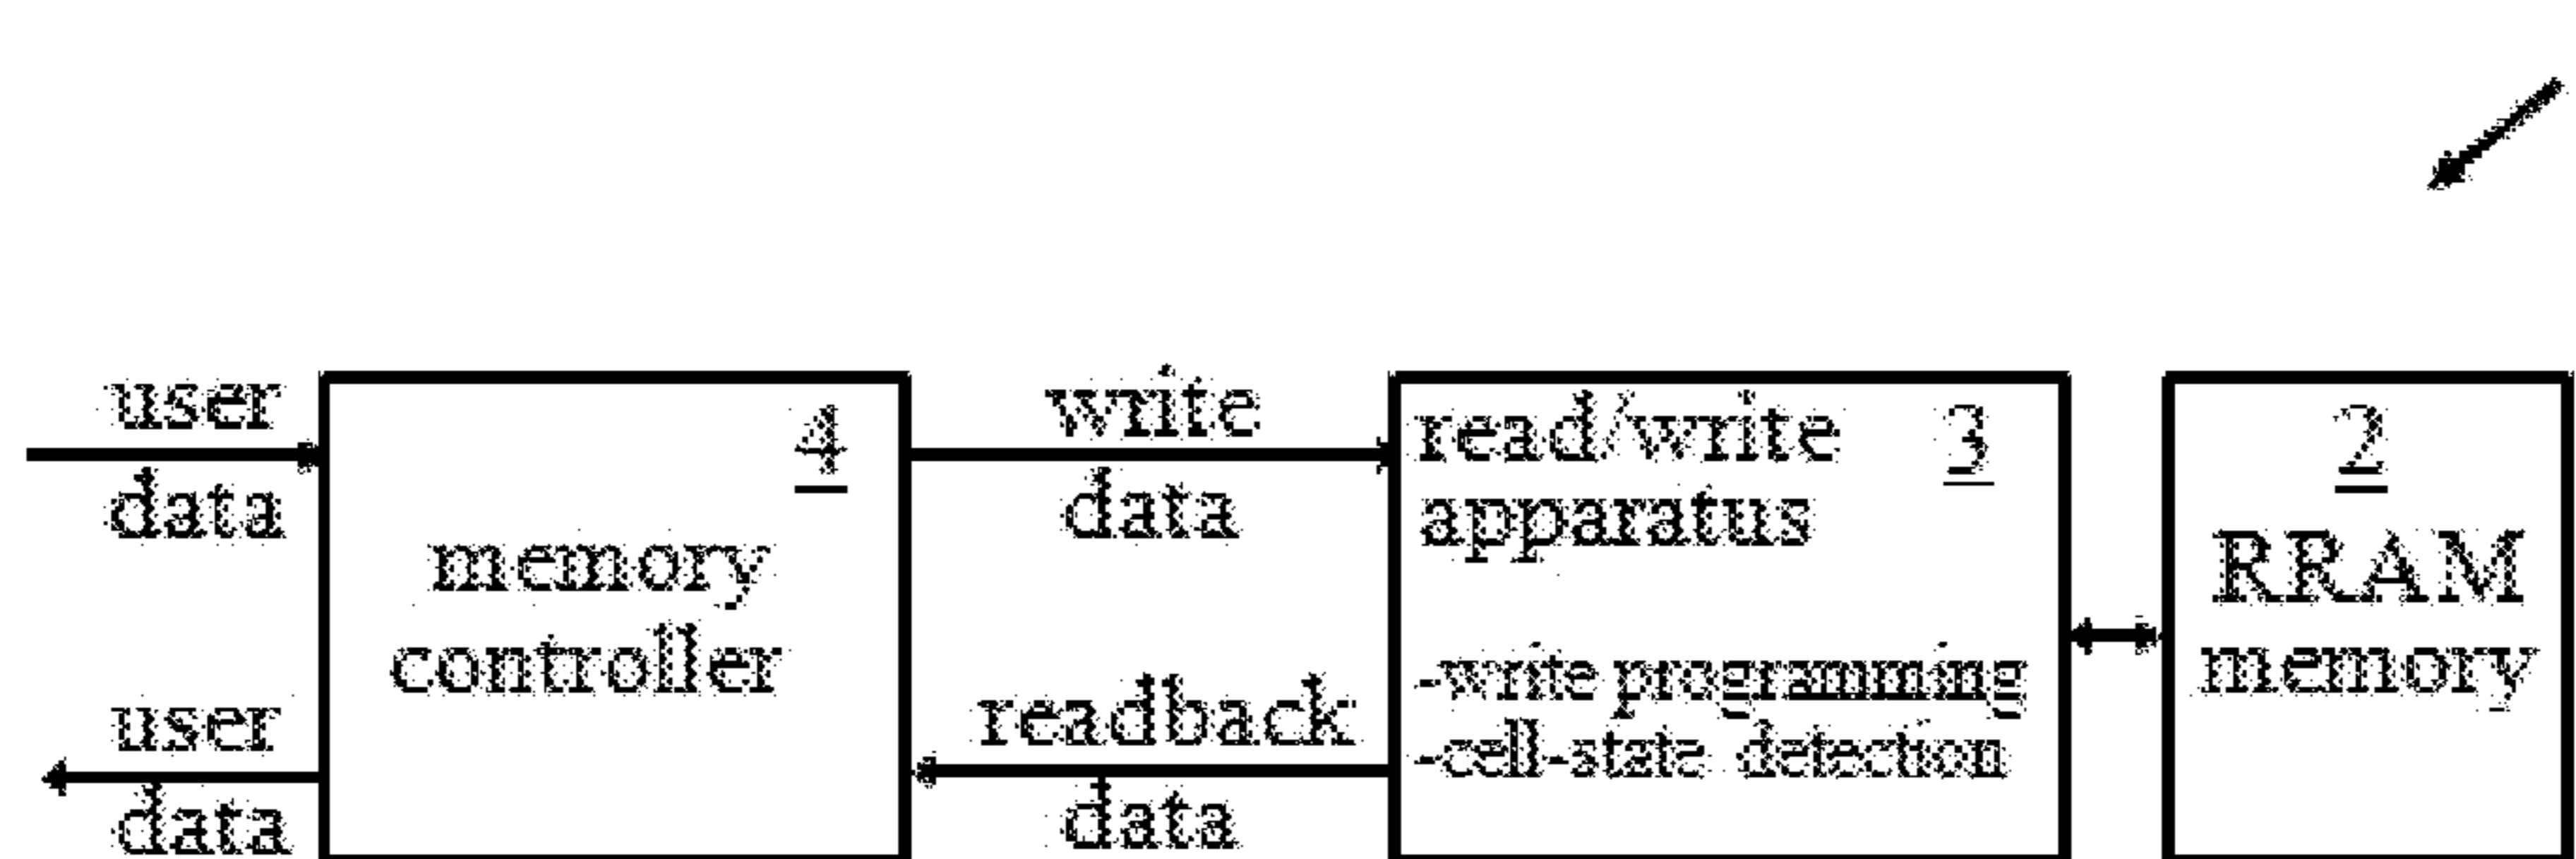 user
data
4
memory
controller
user
data
write
data
readback
data
read/write
apparatus
3
-write programming
-cell-state detection
2
RRAM
memory